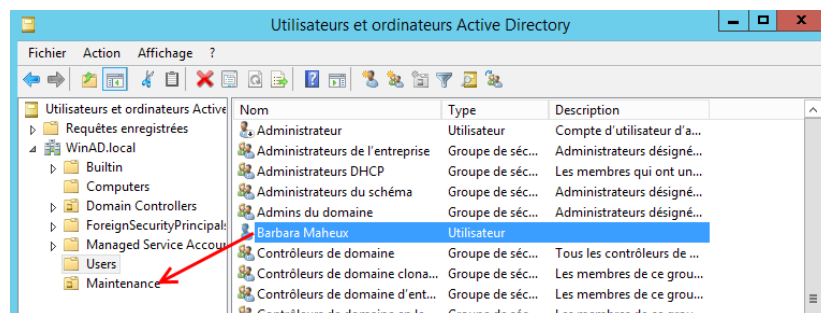 Utilisateurs et ordinateurs Active Directory
Fichier Action Affichage ?
Utilisateurs et ordinateurs Active
Requêtes enregistrées
WinAD.local
Builtin
Computers
Domain Controllers
ForeignSecurityPrincipals
Managed Service Accour
Users
Maintenance
Nom Type Description
Administrateur Utilisateur Compte d'utilisateur d'a...
Administrateurs de l'entreprise Groupe de séc... Administrateurs désigné...
Administrateurs DHCP Groupe de séc... Les membres qui ont un...
Administrateurs du schéma Groupe de séc... Administrateurs désigné...
Admins du domaine Groupe de séc... Administrateurs désigné...
Barbara Maheux Utilisateur
Contrôleurs de domaine Groupe de séc... Tous les contrôleurs de ...
Contrôleurs de domaine clona... Groupe de séc... Les membres de ce grou...
Contrôleurs de domaine d'ent... Groupe de séc... Les membres de ce grou...